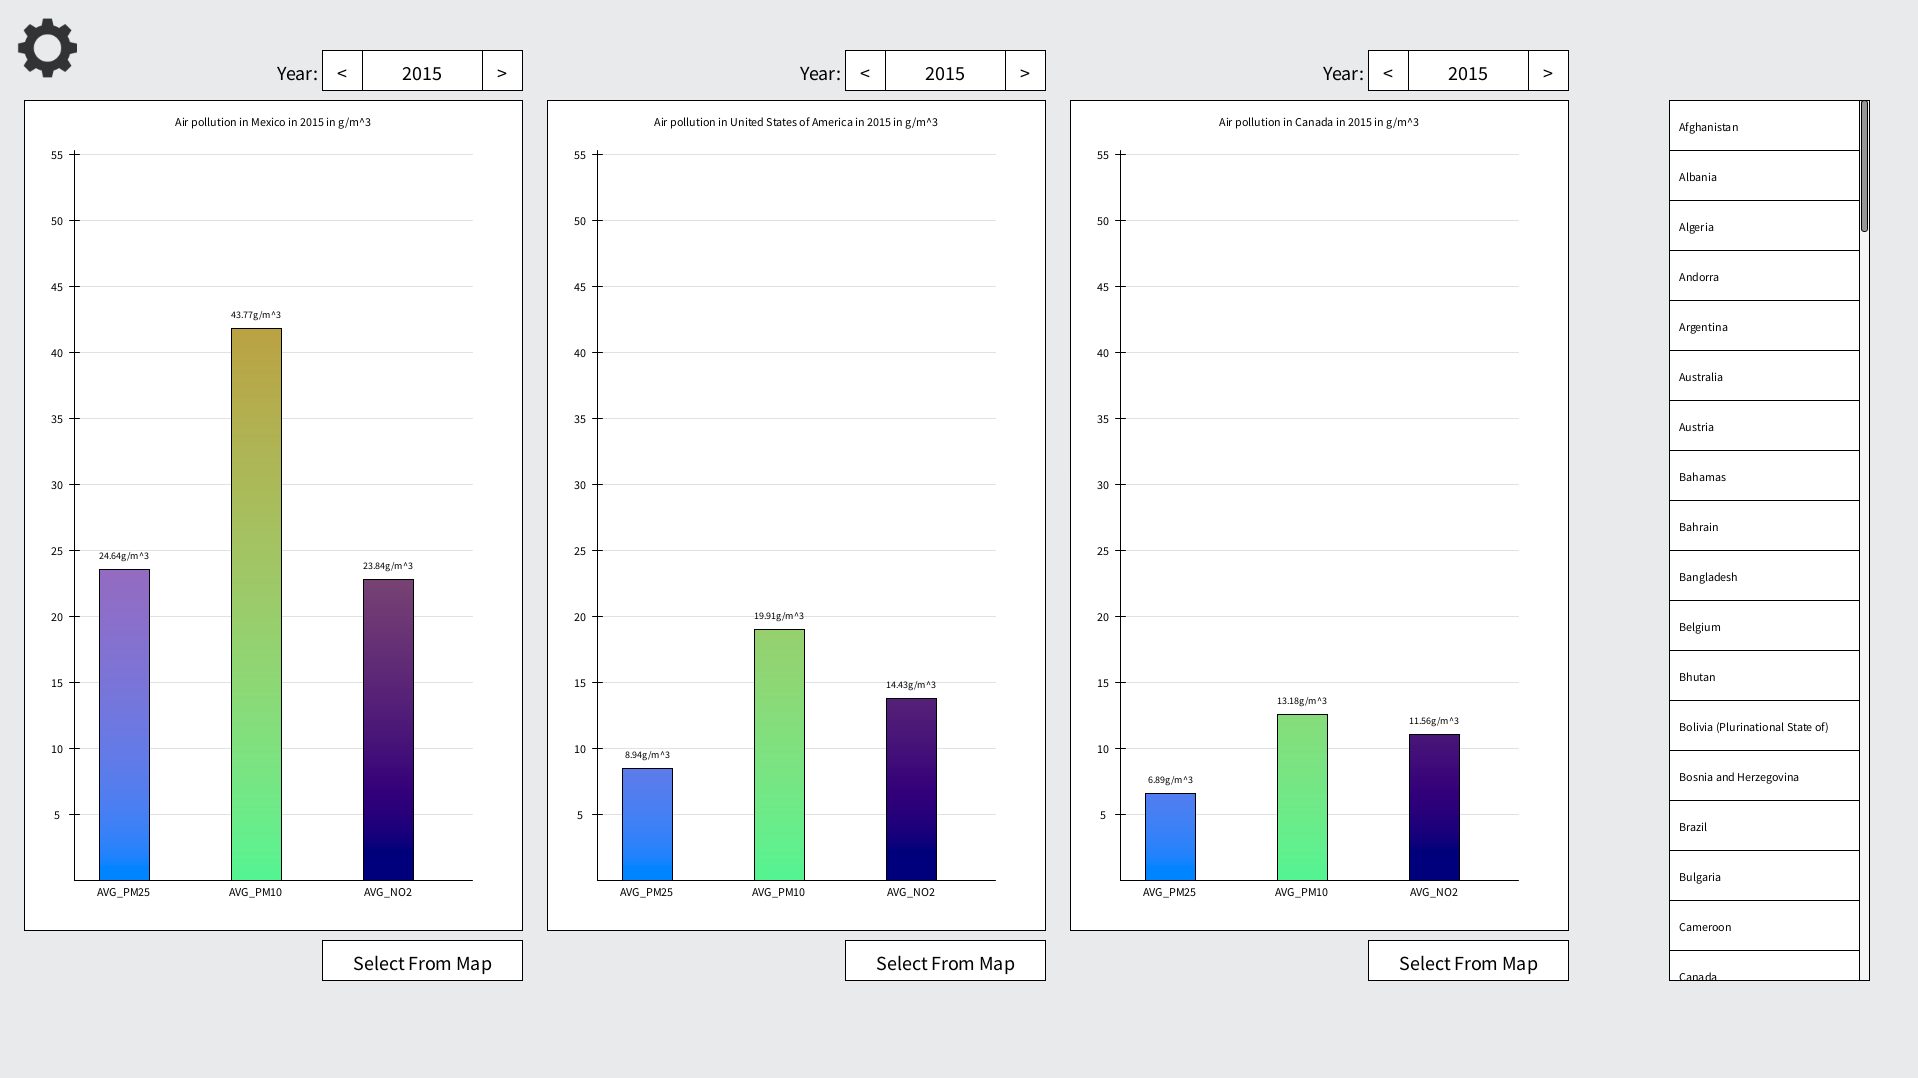 Year: < 2015 >
Air pollution in Mexico in 2015 in g/m^3
55
50
45
43.77g/m^3
40
35
30
25
24.64g/m^3
23.84g/m^3
20
15
10
5
AVG_PM25 AVG_PM10 AVG_NO2
Select From Map
Year: < 2015 >
Air pollution in United States of America in 2015 in g/m^3
55
50
45
40
35
30
25
20
19.91g/m^3
15
14.43g/m^3
10
8.94g/m^3
5
AVG_PM25 AVG_PM10 AVG_NO2
Select From Map
Year: < 2015 >
Air pollution in Canada in 2015 in g/m^3
55
50
45
40
35
30
25
20
15
13.18g/m^3
11.56g/m^3
10
6.89g/m^3
5
AVG_PM25 AVG_PM10 AVG_NO2
Select From Map
Afghanistan
Albania
Algeria
Andorra
Argentina
Australia
Austria
Bahamas
Bahrain
Bangladesh
Belgium
Bhutan
Bolivia (Plurinational State of)
Bosnia and Herzegovina
Brazil
Bulgaria
Cameroon
Canada